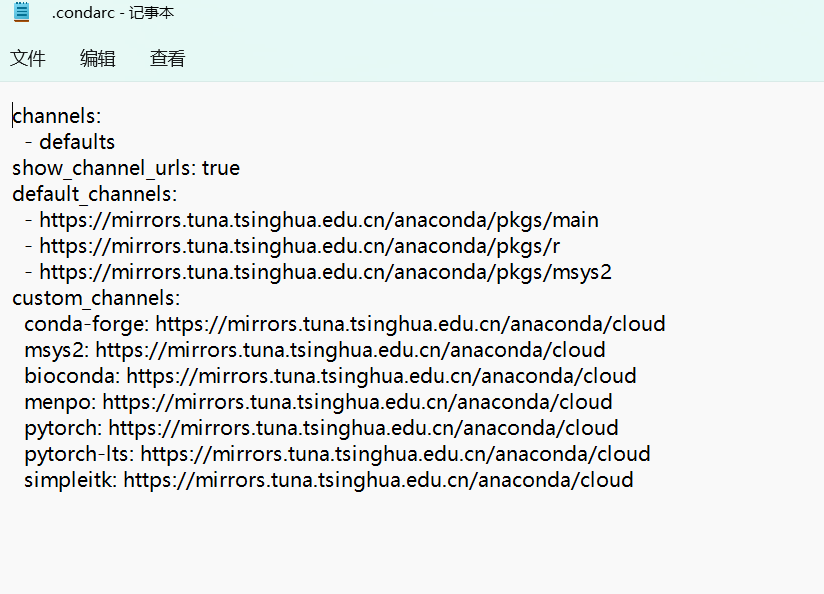 .condarc - 记事本
文件 编辑 查看
channels:
  - defaults
show_channel_urls: true
default_channels:
  - https://mirrors.tuna.tsinghua.edu.cn/anaconda/pkgs/main
  - https://mirrors.tuna.tsinghua.edu.cn/anaconda/pkgs/r
  - https://mirrors.tuna.tsinghua.edu.cn/anaconda/pkgs/msys2
custom_channels:
  conda-forge: https://mirrors.tuna.tsinghua.edu.cn/anaconda/cloud
  msys2: https://mirrors.tuna.tsinghua.edu.cn/anaconda/cloud
  bioconda: https://mirrors.tuna.tsinghua.edu.cn/anaconda/cloud
  menpo: https://mirrors.tuna.tsinghua.edu.cn/anaconda/cloud
  pytorch: https://mirrors.tuna.tsinghua.edu.cn/anaconda/cloud
  pytorch-lts: https://mirrors.tuna.tsinghua.edu.cn/anaconda/cloud
  simpleitk: https://mirrors.tuna.tsinghua.edu.cn/anaconda/cloud